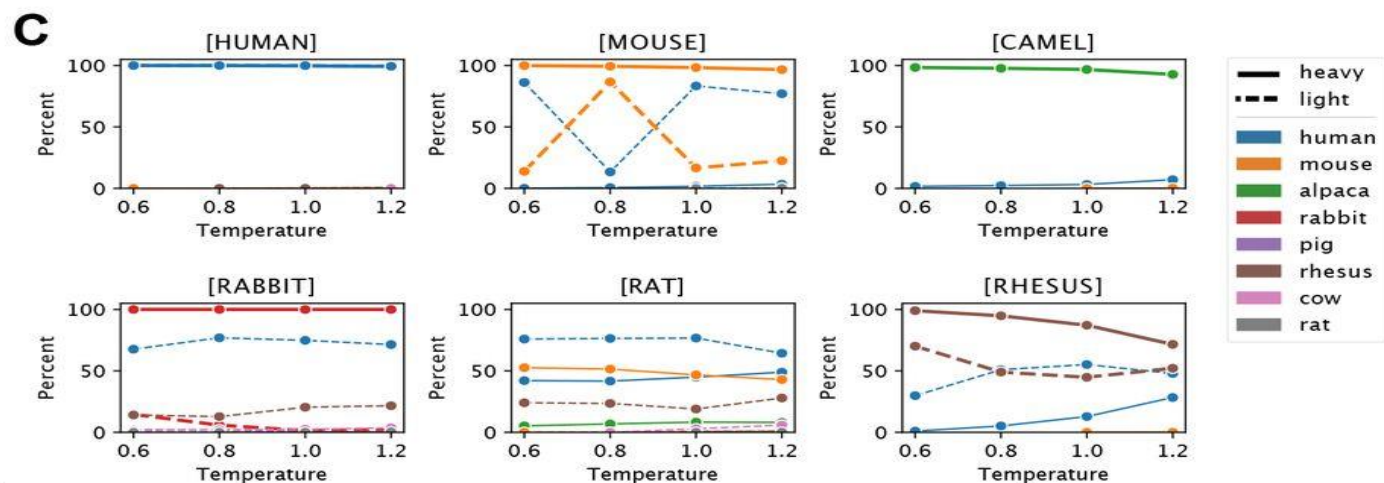 C
[HUMAN]
[MOUSE]
[CAMEL]
100
50
0
Percent
0.6 0.8 1.0 1.2
Temperature
100
50
0
Percent
0.6 0.8 1.0 1.2
Temperature
100
50
0
Percent
0.6 0.8 1.0 1.2
Temperature
heavy
light
human
mouse
alpaca
rabbit
pig
rhesus
cow
rat
[RABBIT]
[RAT]
[RHESUS]
100
50
0
Percent
0.6 0.8 1.0 1.2
Temperature
100
50
0
Percent
0.6 0.8 1.0 1.2
Temperature
100
50
0
Percent
0.6 0.8 1.0 1.2
Temperature